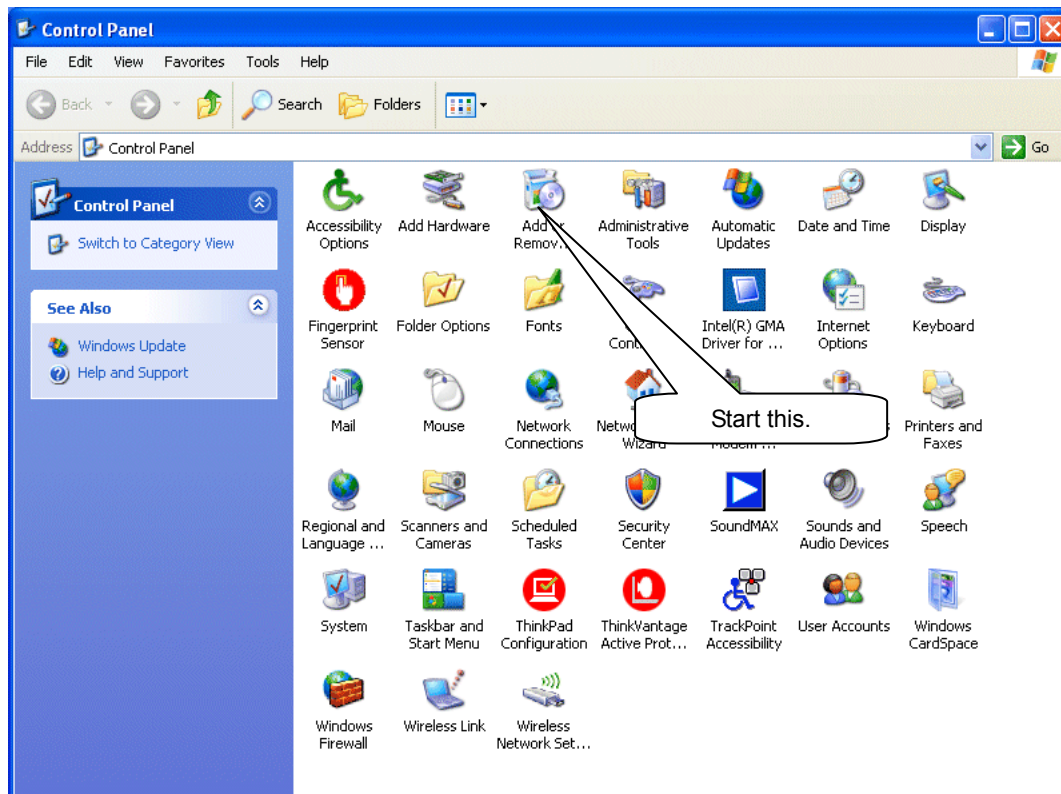 Control Panel
File Edit View Favorites Tools Help
Back Search Folders
Address Control Panel Go
Control Panel
Switch to Category View
See Also
Windows Update
Help and Support
Accessibility Options
Add Hardware
Add or Remov...
Administrative Tools
Automatic Updates
Date and Time
Display
Fingerprint Sensor
Folder Options
Fonts
Intel(R) GMA Driver for ...
Internet Options
Keyboard
Mail
Mouse
Network Connections
Wizard
Modem ...
Printers and Faxes
Start this.
Regional and Language ...
Scanners and Cameras
Scheduled Tasks
Security Center
SoundMAX
Sounds and Audio Devices
Speech
System
Taskbar and Start Menu
ThinkPad Configuration
ThinkVantage Active Prot...
TrackPoint Accessibility
User Accounts
Windows CardSpace
Windows Firewall
Wireless Link
Wireless Network Set...